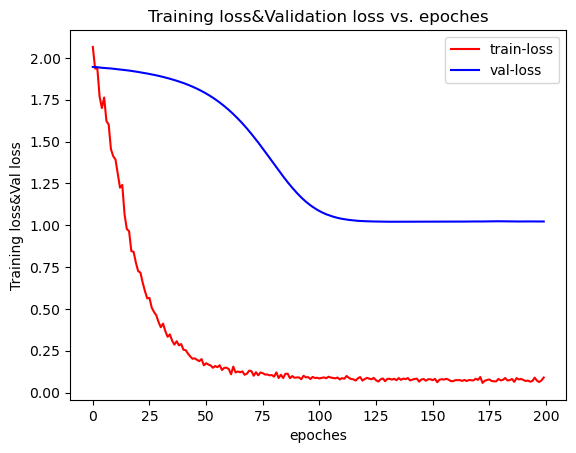 Training loss&Validation loss vs. epoches
train-loss
val-loss
Training loss&Val loss
2.00
1.75
1.50
1.25
1.00
0.75
0.50
0.25
0.00
0 25 50 75 100 125 150 175 200
epoches